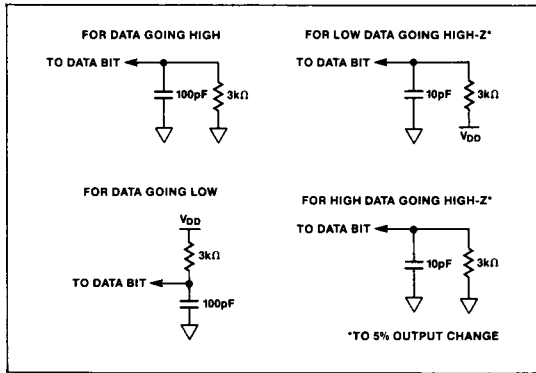 FOR DATA GOING HIGH
TO DATA BIT
100pF
3kΩ
FOR LOW DATA GOING HIGH-Z*
TO DATA BIT
10pF
3kΩ
VDD
FOR DATA GOING LOW
VDD
3kΩ
TO DATA BIT
100pF
FOR HIGH DATA GOING HIGH-Z*
TO DATA BIT
10pF
3kΩ
*TO 5% OUTPUT CHANGE